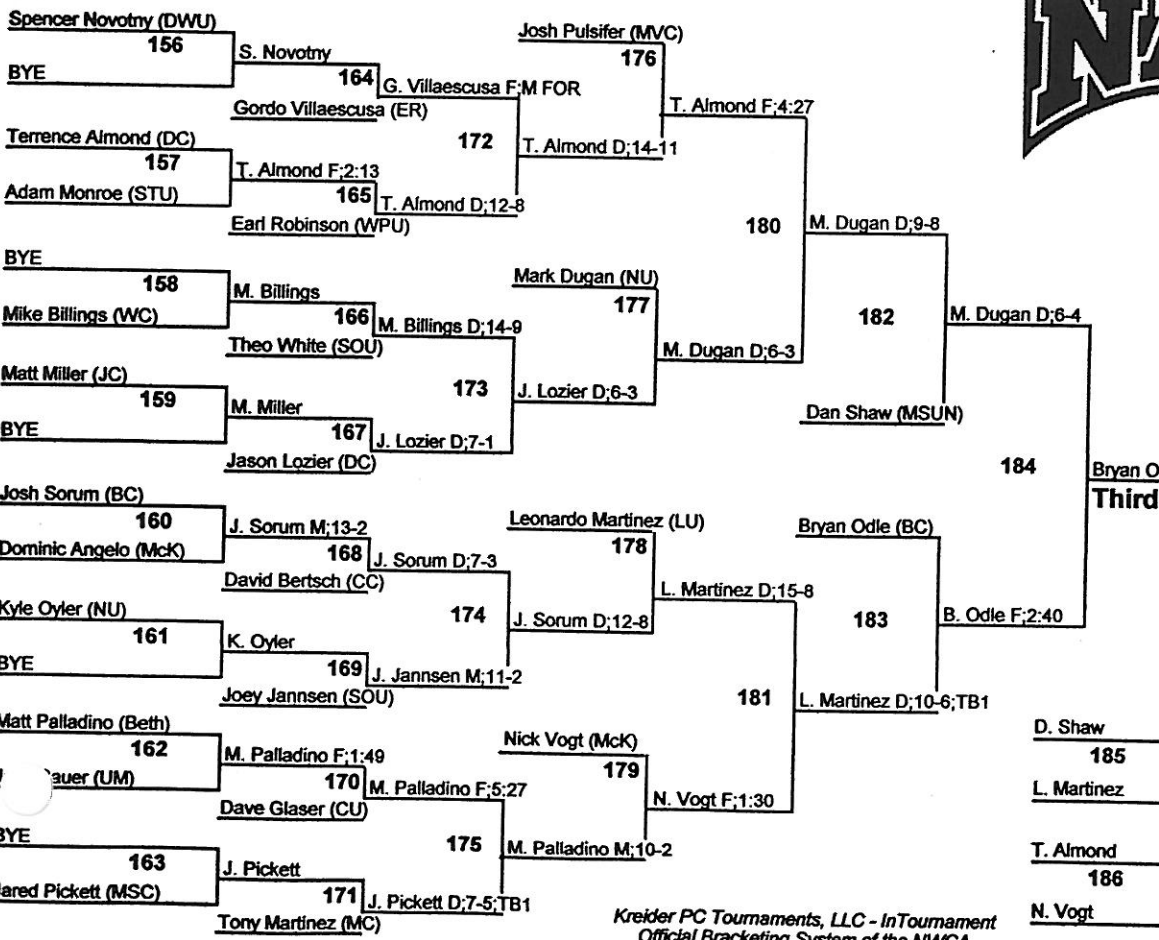 Spencer Novotny (DWU)
156
BYE
S. Novotny
164
Gordo Villaescusa (ER)
G. Villaescusa F;M FOR
Terrence Almond (DC)
157
Adam Monroe (STU)
T. Almond F;2:13
165
Earl Robinson (WPU)
T. Almond D;12-8
172
T. Almond D;14-11
Josh Pulsifer (MVC)
176
T. Almond F;4:27
BYE
158
Mike Billings (WC)
M. Billings
166
Theo White (SOU)
M. Billings D;14-9
Matt Miller (JC)
159
BYE
M. Miller
167
Jason Lozier (DC)
J. Lozier D;7-1
173
J. Lozier D;6-3
Mark Dugan (NU)
177
M. Dugan D;6-3
180
M. Dugan D;9-8
182
Dan Shaw (MSUN)
M. Dugan D;6-4
Josh Sorum (BC)
160
Dominic Angelo (McK)
J. Sorum M;13-2
168
David Bertsch (CC)
J. Sorum D;7-3
Kyle Oyler (NU)
161
BYE
K. Oyler
169
Joey Jannsen (SOU)
J. Jannsen M;11-2
174
J. Sorum D;12-8
Leonardo Martinez (LU)
178
L. Martinez D;15-8
Matt Palladino (Beth)
162
auer (UM)
M. Palladino F;1:49
170
Dave Glaser (CU)
M. Palladino F;5:27
BYE
163
Jared Pickett (MSC)
J. Pickett
171
Tony Martinez (MC)
J. Pickett D;7-5;TB1
175
M. Palladino M;10-2
Nick Vogt (McK)
179
N. Vogt F;1:30
181
L. Martinez D;10-6;TB1
Bryan Odle (BC)
183
B. Odle F;2:40
184
Bryan O
Third
D. Shaw
185
L. Martinez
T. Almond
186
N. Vogt
Kreider PC Tournaments, LLC - InTournament
Official Bracketing System of the NWCA